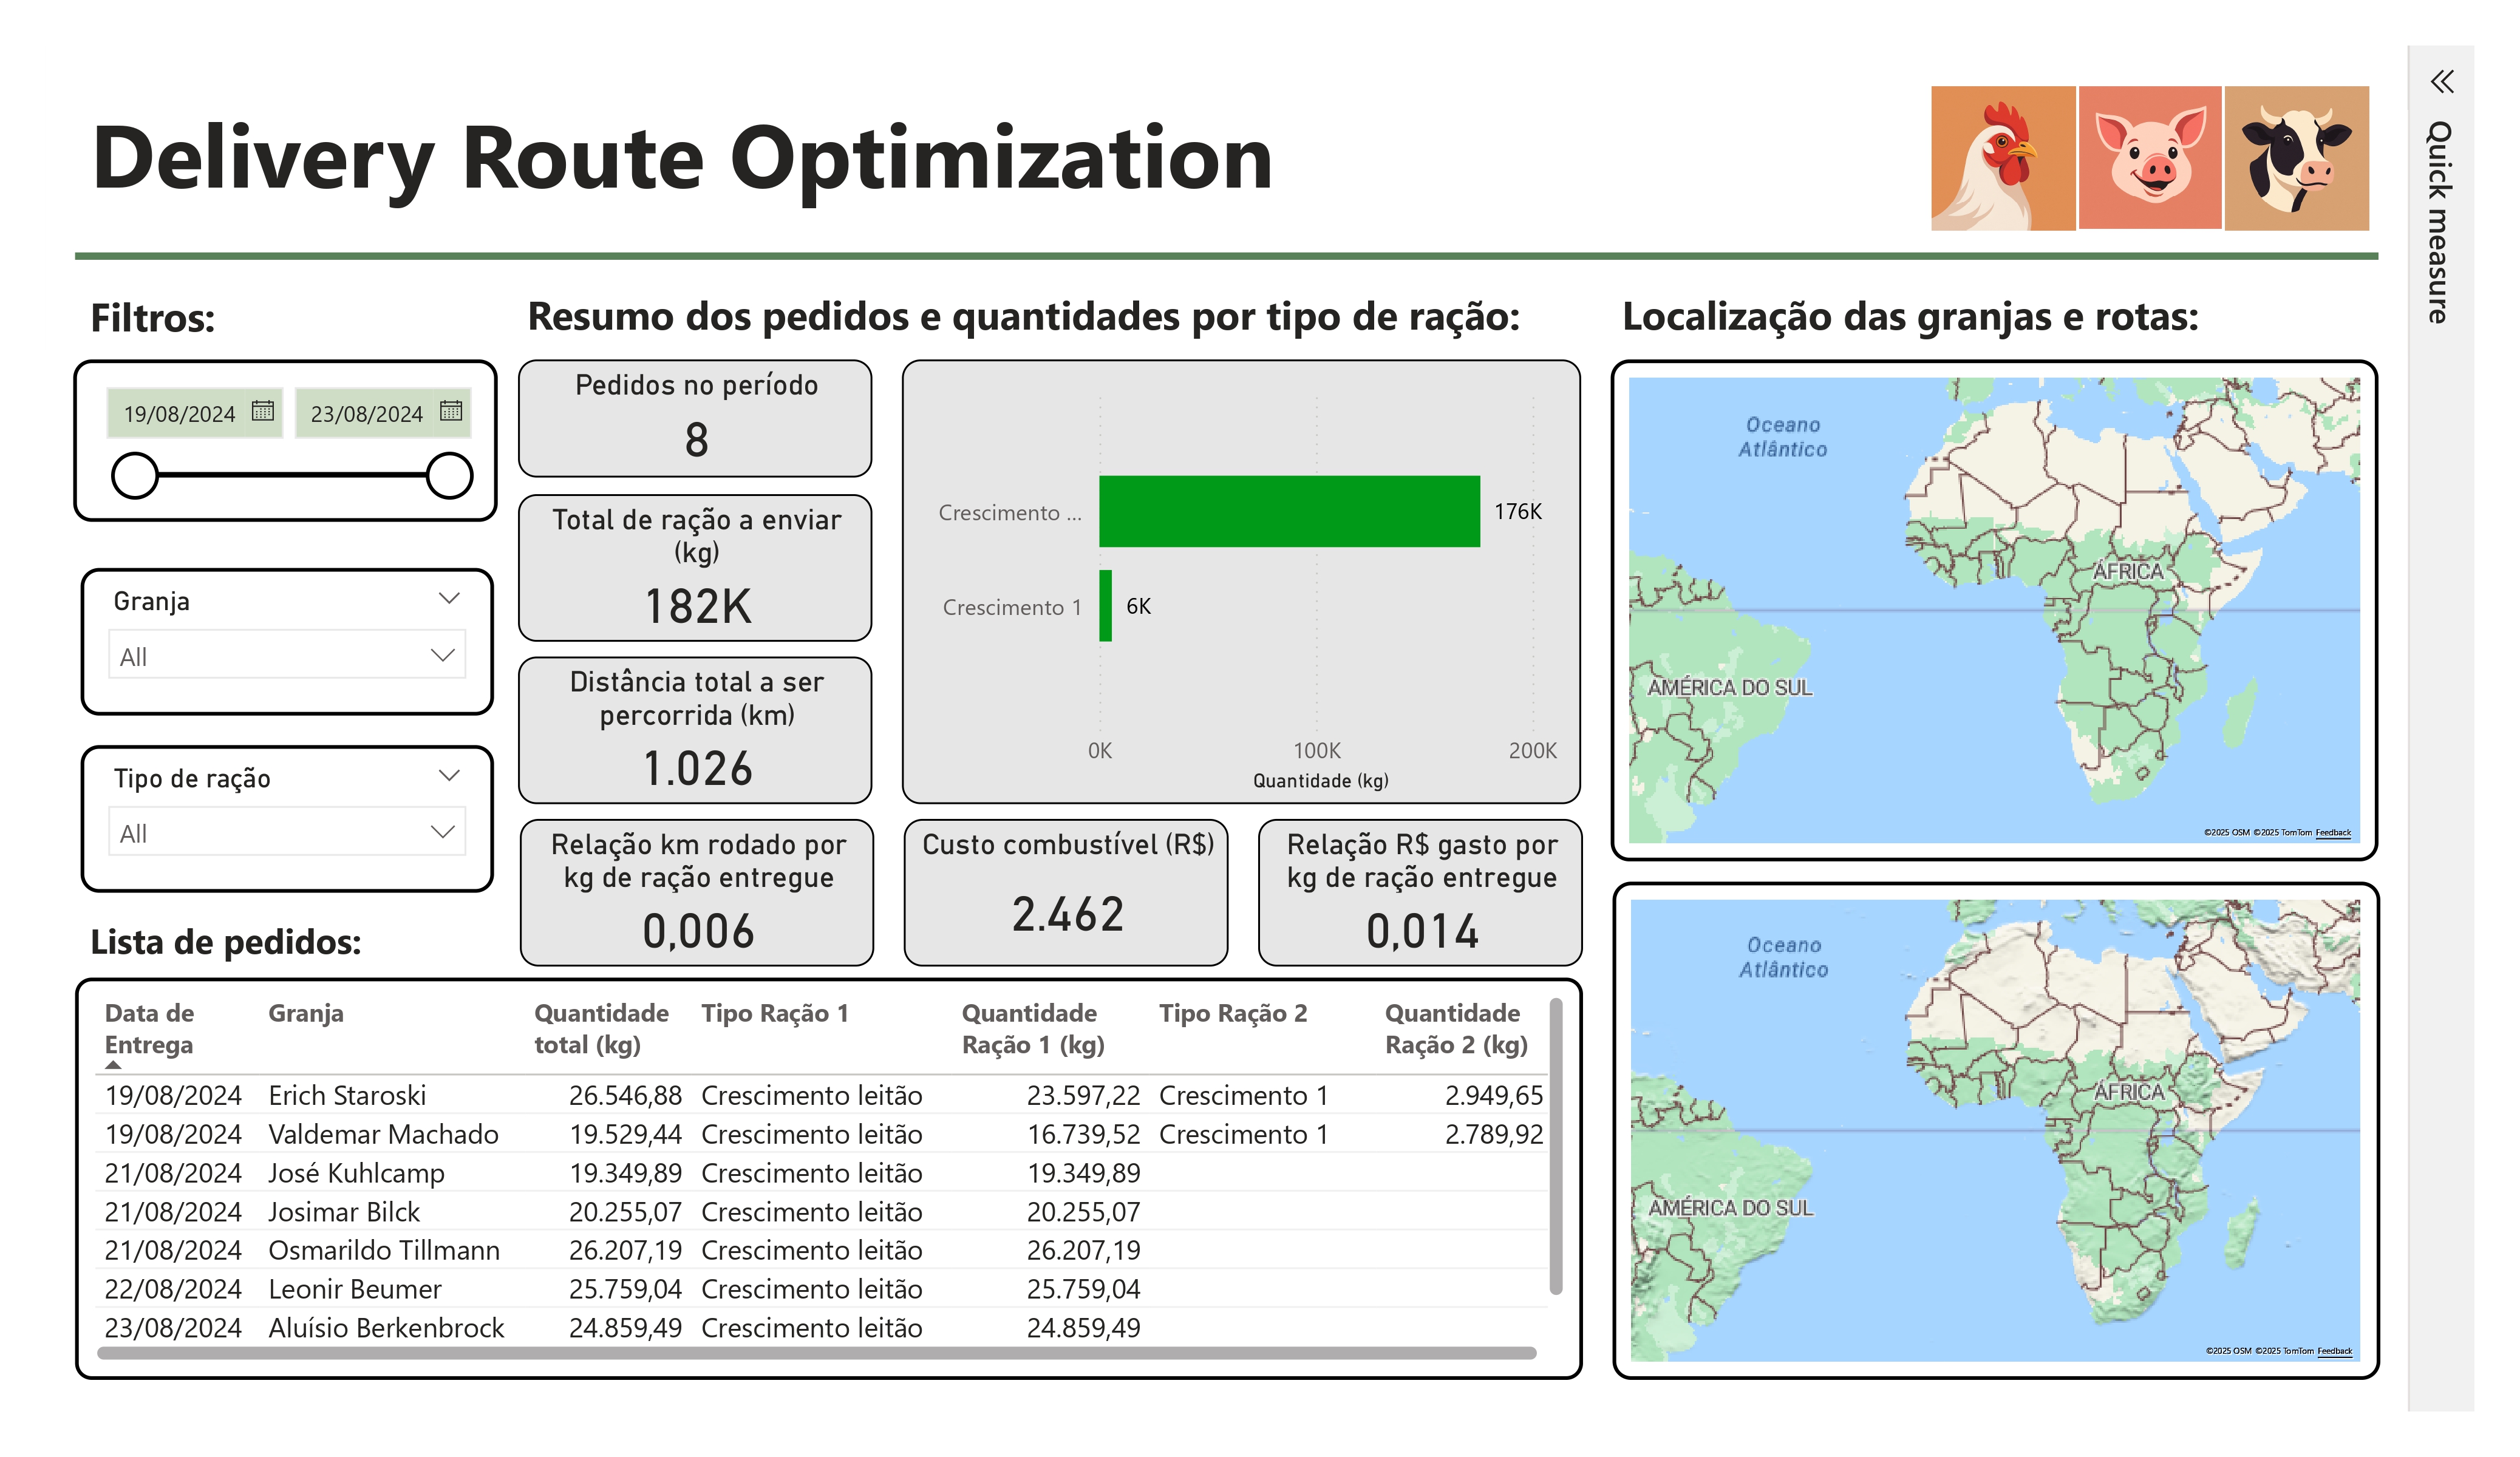 Delivery Route Optimization
Quick measure
Filtros:
19/08/2024
23/08/2024
Granja
All
Tipo de ração
All
Resumo dos pedidos e quantidades por tipo de ração:
Pedidos no período
8
Total de ração a enviar
(kg)
182K
Distância total a ser
percorrida (km)
1.026
Crescimento ...
176K
Crescimento 1
6K
0K 100K 200K
Quantidade (kg)
Relação km rodado por
kg de ração entregue
0,006
Custo combustível (R$)
2.462
Relação R$ gasto por
kg de ração entregue
0,014
Localização das granjas e rotas:
Oceano
Atlântico
ÁFRICA
AMÉRICA DO SUL
©2025 OSM ©2025 TomTom Feedback
Oceano
Atlântico
ÁFRICA
AMÉRICA DO SUL
©2025 OSM ©2025 TomTom Feedback
Lista de pedidos:
Data de Granja Quantidade Tipo Ração 1 Quantidade Tipo Ração 2 Quantidade
Entrega total (kg) Ração 1 (kg) Ração 2 (kg)
19/08/2024 Erich Staroski 26.546,88 Crescimento leitão 23.597,22 Crescimento 1 2.949,65
19/08/2024 Valdemar Machado 19.529,44 Crescimento leitão 16.739,52 Crescimento 1 2.789,92
21/08/2024 José Kuhlcamp 19.349,89 Crescimento leitão 19.349,89
21/08/2024 Josimar Bilck 20.255,07 Crescimento leitão 20.255,07
21/08/2024 Osmarildo Tillmann 26.207,19 Crescimento leitão 26.207,19
22/08/2024 Leonir Beumer 25.759,04 Crescimento leitão 25.759,04
23/08/2024 Aluísio Berkenbrock 24.859,49 Crescimento leitão 24.859,49